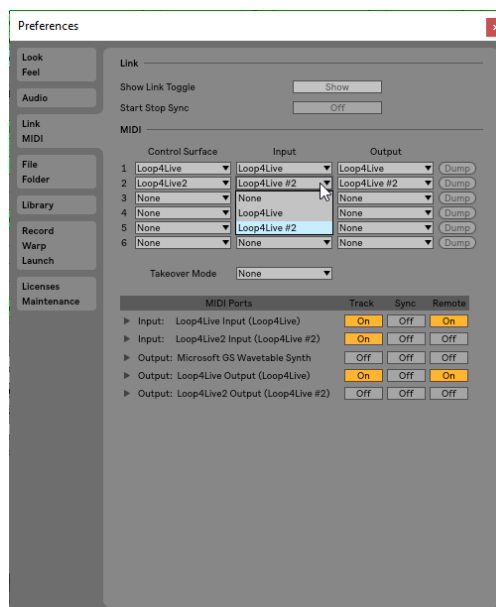 Preferences
x
Look
Feel
Audio
Link
MIDI
File
Folder
Library
Record
Warp
Launch
Licenses
Maintenance
Link
Show Link Toggle Show
Start Stop Sync Off
MIDI
Control Surface Input Output
1 Loop4Live Loop4Live Loop4Live Dump
2 Loop4Live2 Loop4Live #2 Loop4Live #2 Dump
3 None None None Dump
4 None Loop4Live None Dump
5 None Loop4Live #2 None Dump
6 None None None Dump
Takeover Mode None
MIDI Ports Track Sync Remote
Input: Loop4Live Input (Loop4Live) On Off On
Input: Loop4Live2 Input (Loop4Live #2) On Off Off
Output: Microsoft GS Wavetable Synth Off Off Off
Output: Loop4Live Output (Loop4Live) On Off On
Output: Loop4Live2 Output (Loop4Live #2) Off Off Off